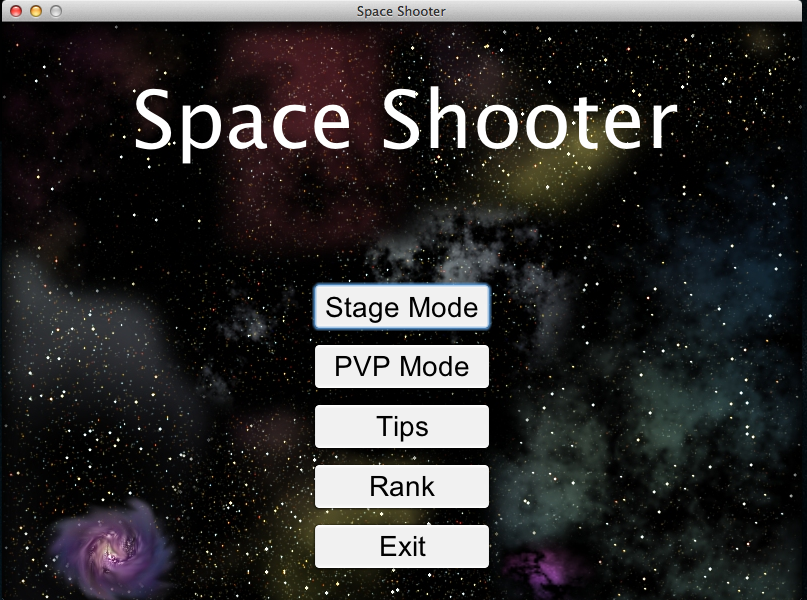 Space Shooter
Space Shooter
Stage Mode
PVP Mode
Tips
Rank
Exit